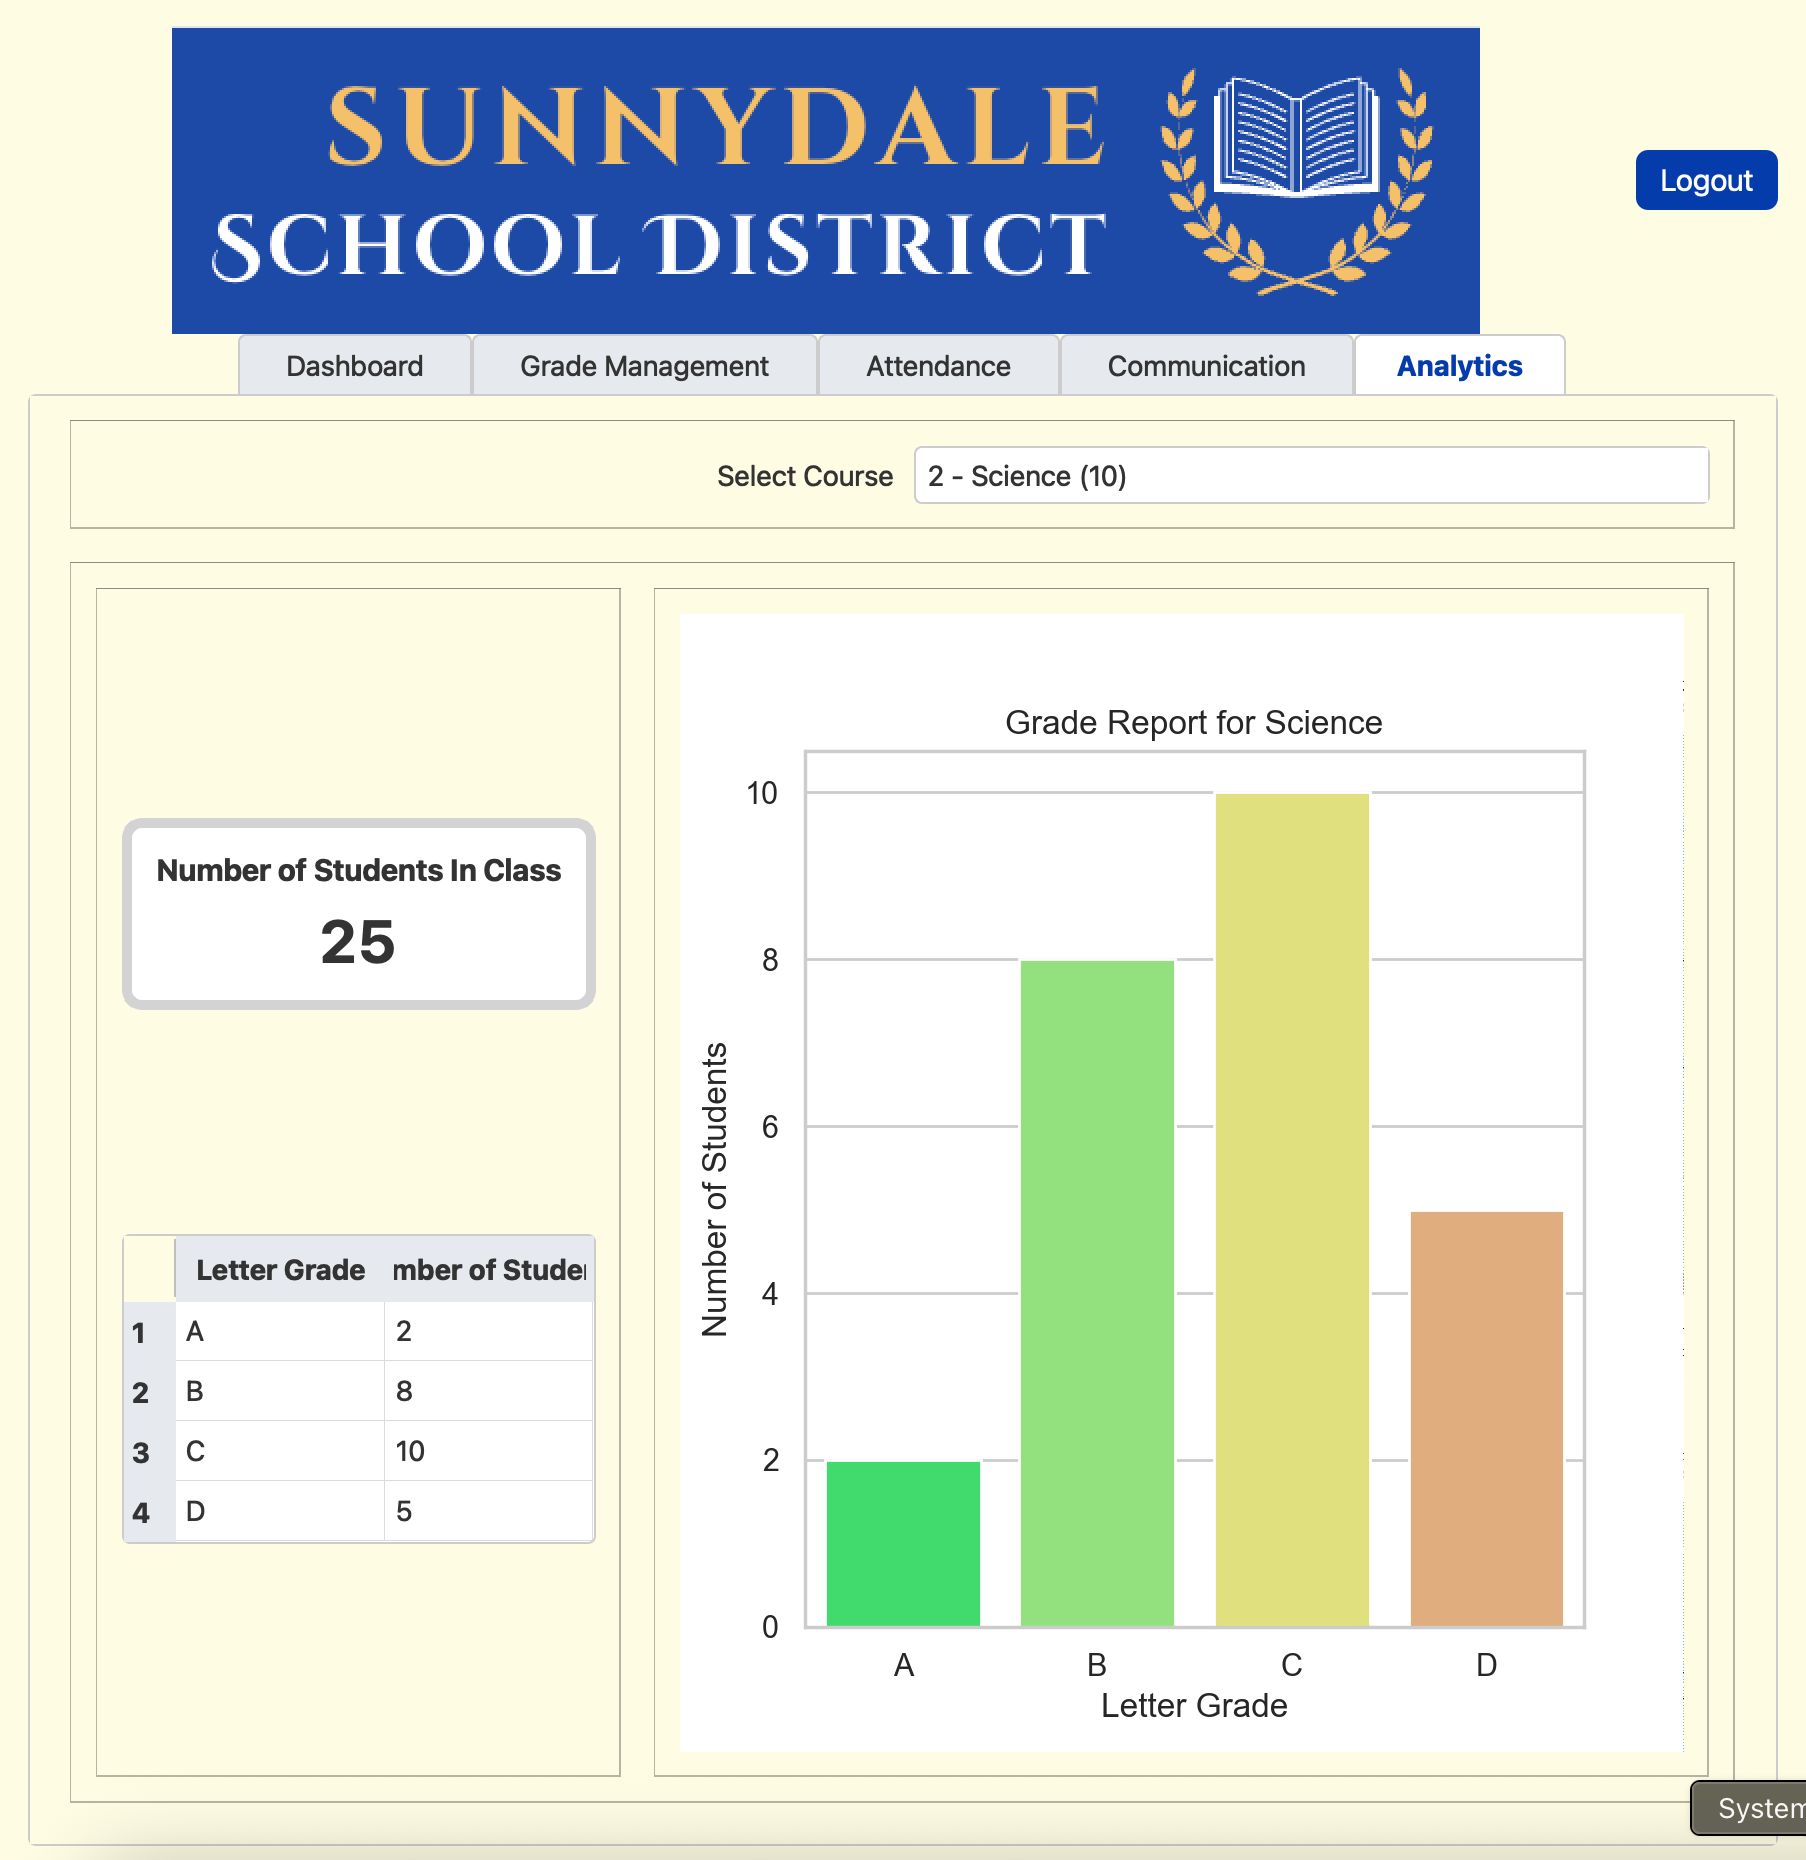 SUNNYDALE
SCHOOL DISTRICT
Logout
Dashboard Grade Management Attendance Communication Analytics
Select Course 2 - Science (10)
Number of Students In Class
25
Letter Grade mber of Studer
1 A 2
2 B 8
3 C 10
4 D 5
Grade Report for Science
Number of Students
10
8
6
4
2
0
A B C D
Letter Grade
System